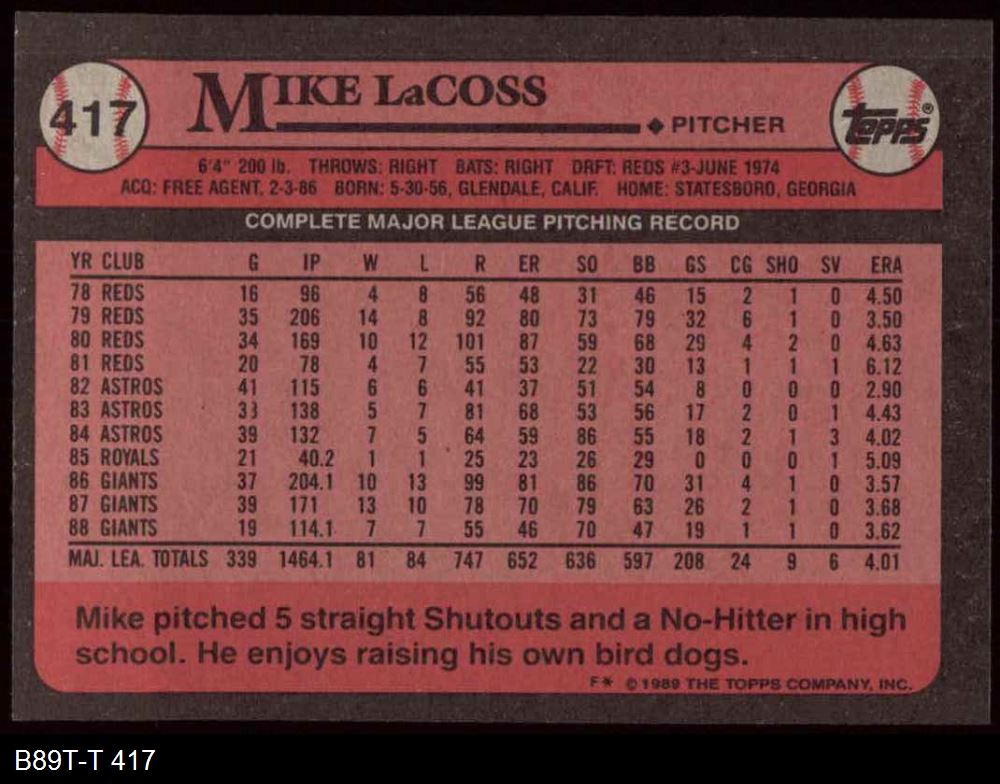 417
MIKE LaCOSS
◆ PITCHER
TOPPS®
6'4" 200 lb. THROWS: RIGHT BATS: RIGHT DRFT: REDS #3-JUNE 1974
ACQ: FREE AGENT, 2-3-86 BORN: 5-30-56, GLENDALE, CALIF. HOME: STATESBORO, GEORGIA
COMPLETE MAJOR LEAGUE PITCHING RECORD
YR CLUB G IP W L R ER SO BB GS CG SHO SV ERA
78 REDS 16 96 4 8 56 48 31 46 15 2 1 0 4.50
79 REDS 35 206 14 8 92 80 73 79 32 6 1 0 3.50
80 REDS 34 169 10 12 101 87 59 68 29 4 2 0 4.63
81 REDS 20 78 4 7 55 53 22 30 13 1 1 1 6.12
82 ASTROS 41 115 6 6 41 37 51 54 8 0 0 0 2.90
83 ASTROS 33 138 5 7 81 68 53 56 17 2 0 1 4.43
84 ASTROS 39 132 7 5 64 59 86 55 18 2 1 3 4.02
85 ROYALS 21 40.2 1 1 25 23 26 29 0 0 0 1 5.09
86 GIANTS 37 204.1 10 13 99 81 86 70 31 4 1 0 3.57
87 GIANTS 39 171 13 10 78 70 79 63 26 2 1 0 3.68
88 GIANTS 19 114.1 7 7 55 46 70 47 19 1 1 0 3.62
MAJ. LEA. TOTALS 339 1464.1 81 84 747 652 636 597 208 24 9 6 4.01
Mike pitched 5 straight Shutouts and a No-Hitter in high
school. He enjoys raising his own bird dogs.
F* © 1989 THE TOPPS COMPANY, INC.
B89T-T 417